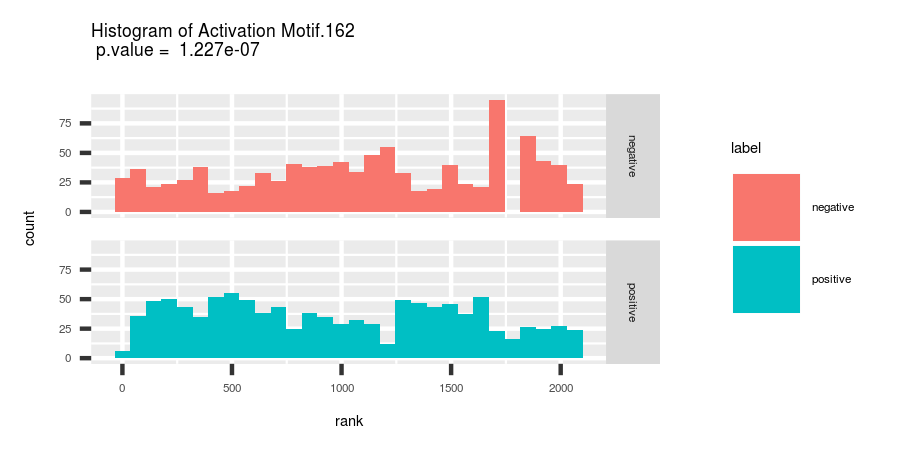 Histogram of Activation Motif.162
p.value =  1.227e-07
count
75
50
25
0
negative
75
50
25
0
positive
0 500 1000 1500 2000
rank
label
negative
positive